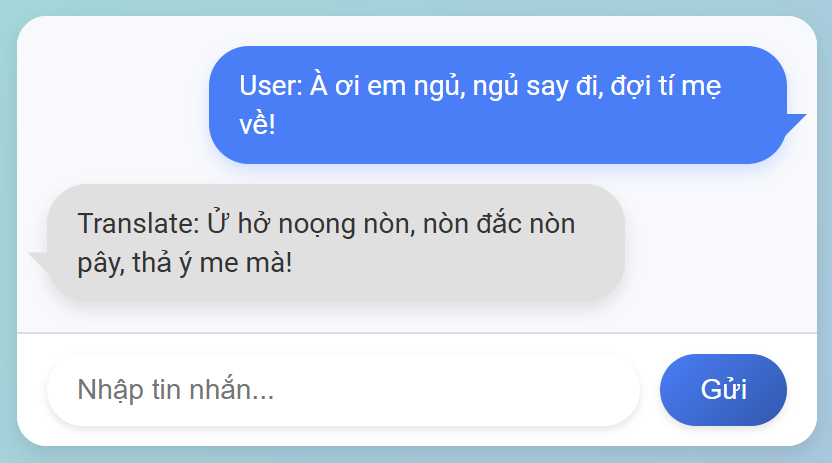 User: À ơi em ngủ, ngủ say đi, đợi tí mẹ
về!
Translate: Ử hở noọng nòn, nòn đắc nòn
pây, thả ý me mà!
Nhập tin nhắn...
Gửi